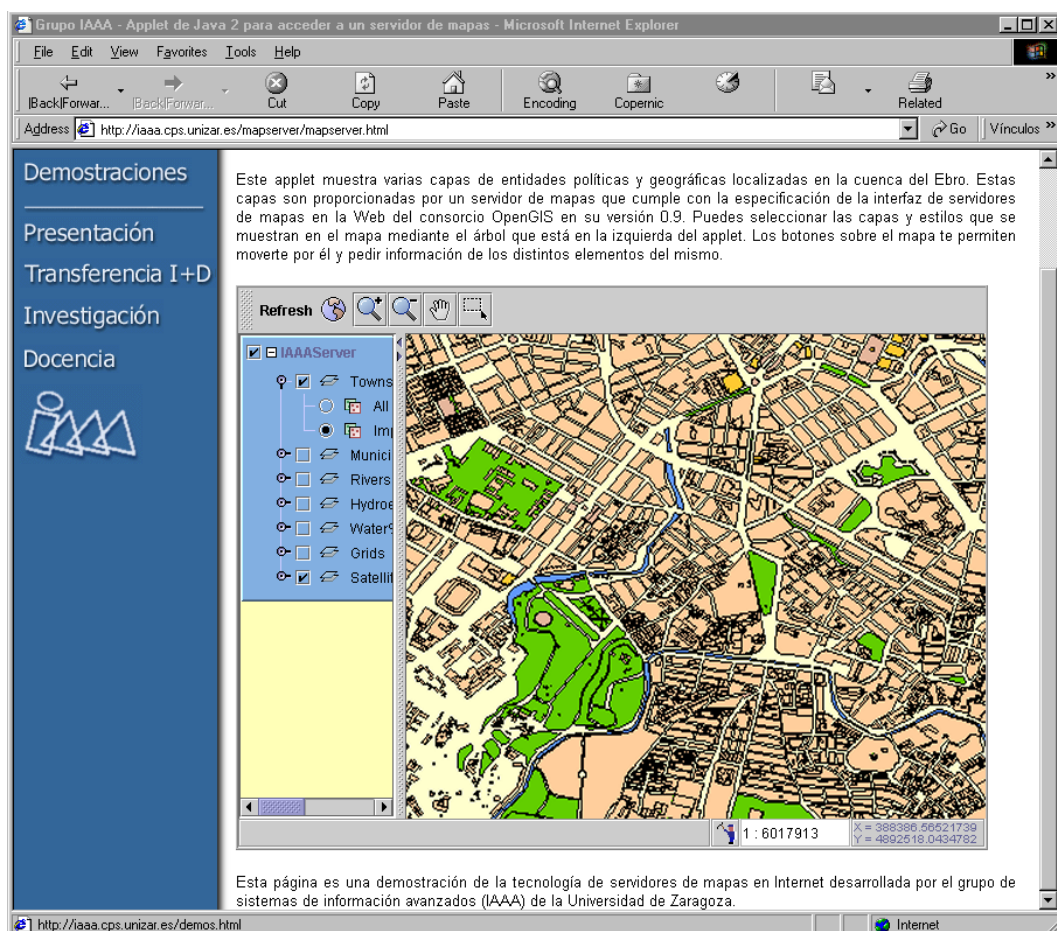 Grupo IAAA - Applet de Java 2 para acceder a un servidor de mapas - Microsoft Internet Explorer
File Edit View Favorites Tools Help
|Back|Forwar... |Back|Forwar... Cut Copy Paste Encoding Copernic Related
Address http://iaaa.cps.unizar.es/mapserver/mapserver.html Go Vínculos
Demostraciones
Presentación
Transferencia I+D
Investigación
Docencia
IAAA
Este applet muestra varias capas de entidades políticas y geográficas localizadas en la cuenca del Ebro. Estas
capas son proporcionadas por un servidor de mapas que cumple con la especificación de la interfaz de servidores
de mapas en la Web del consorcio OpenGIS en su versión 0.9. Puedes seleccionar las capas y estilos que se
muestran en el mapa mediante el árbol que está en la izquierda del applet. Los botones sobre el mapa te permiten
moverte por él y pedir información de los distintos elementos del mismo.
Refresh
IAAAServer
Towns
All
Imp
Munici
Rivers
Hydroe
Water
Grids
Satellit
1 : 6017913
X = 388386.56521739
Y = 4892518.0434782
Esta página es una demostración de la tecnología de servidores de mapas en Internet desarrollada por el grupo de
sistemas de información avanzados (IAAA) de la Universidad de Zaragoza.
http://iaaa.cps.unizar.es/demos.html Internet